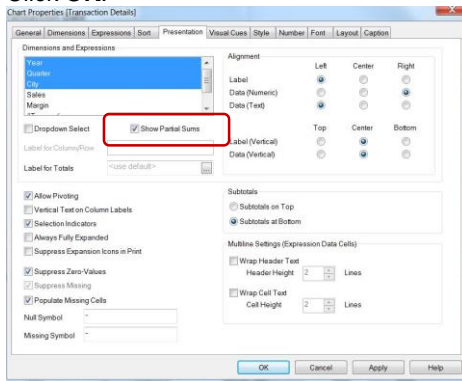 Click OK.
Chart Properties [Transaction Details]
General Dimensions Expressions Sort Presentation Visual Cues Style Number Font Layout Caption
Dimensions and Expressions
Year
Quarter
City
Sales
Margin
Dropdown Select
Show Partial Sums
Label for Column/Row
Label for Totals
<use default>
...
Alignment
Left Center Right
Label
Data (Numeric)
Data (Text)
Top Center Bottom
Label (Vertical)
Data (Vertical)
Allow Pivoting
Vertical Text on Column Labels
Selection Indicators
Always Fully Expanded
Suppress Expansion Icons in Print
Suppress Zero-Values
Suppress Missing
Populate Missing Cells
Null Symbol -
Missing Symbol -
Subtotals
Subtotals on Top
Subtotals at Bottom
Multiline Settings (Expression Data Cells)
Wrap Header Text
Header Height 2 Lines
Wrap Cell Text
Cell Height 2 Lines
OK Cancel Apply Help